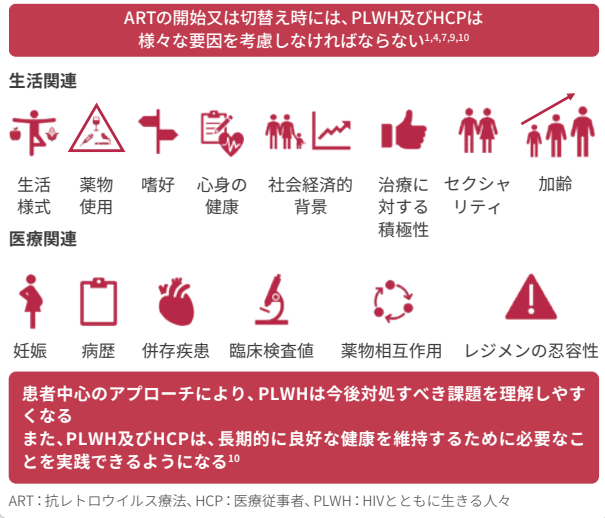 ARTの開始又は切替え時には、PLWH及びHCPは
様々な要因を考慮しなければならない1,4,7,9,10
生活関連
生活
様式
薬物
使用
嗜好
心身の
健康
社会経済的
背景
治療に
対する
積極性
セクシャ
リティ
加齢
医療関連
妊娠
病歴
併存疾患
臨床検査値
薬物相互作用
レジメンの忍容性
患者中心のアプローチにより、PLWHは今後対処すべき課題を理解しやす
くなる
また、PLWH及びHCPは、長期的に良好な健康を維持するために必要なこ
とを実践できるようになる10
ART：抗レトロウイルス療法、HCP：医療従事者、PLWH：HIVとともに生きる人々